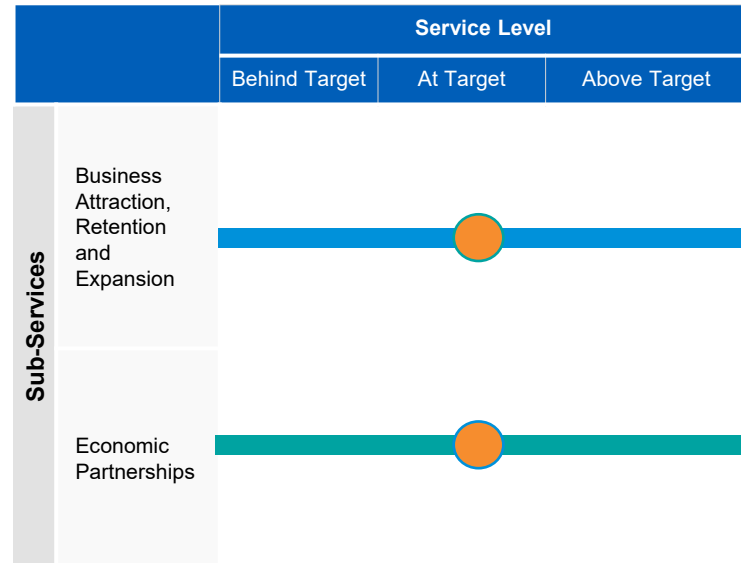 Service Level
Behind Target
At Target
Above Target
Sub-Services
Business
Attraction,
Retention
and
Expansion
Economic
Partnerships